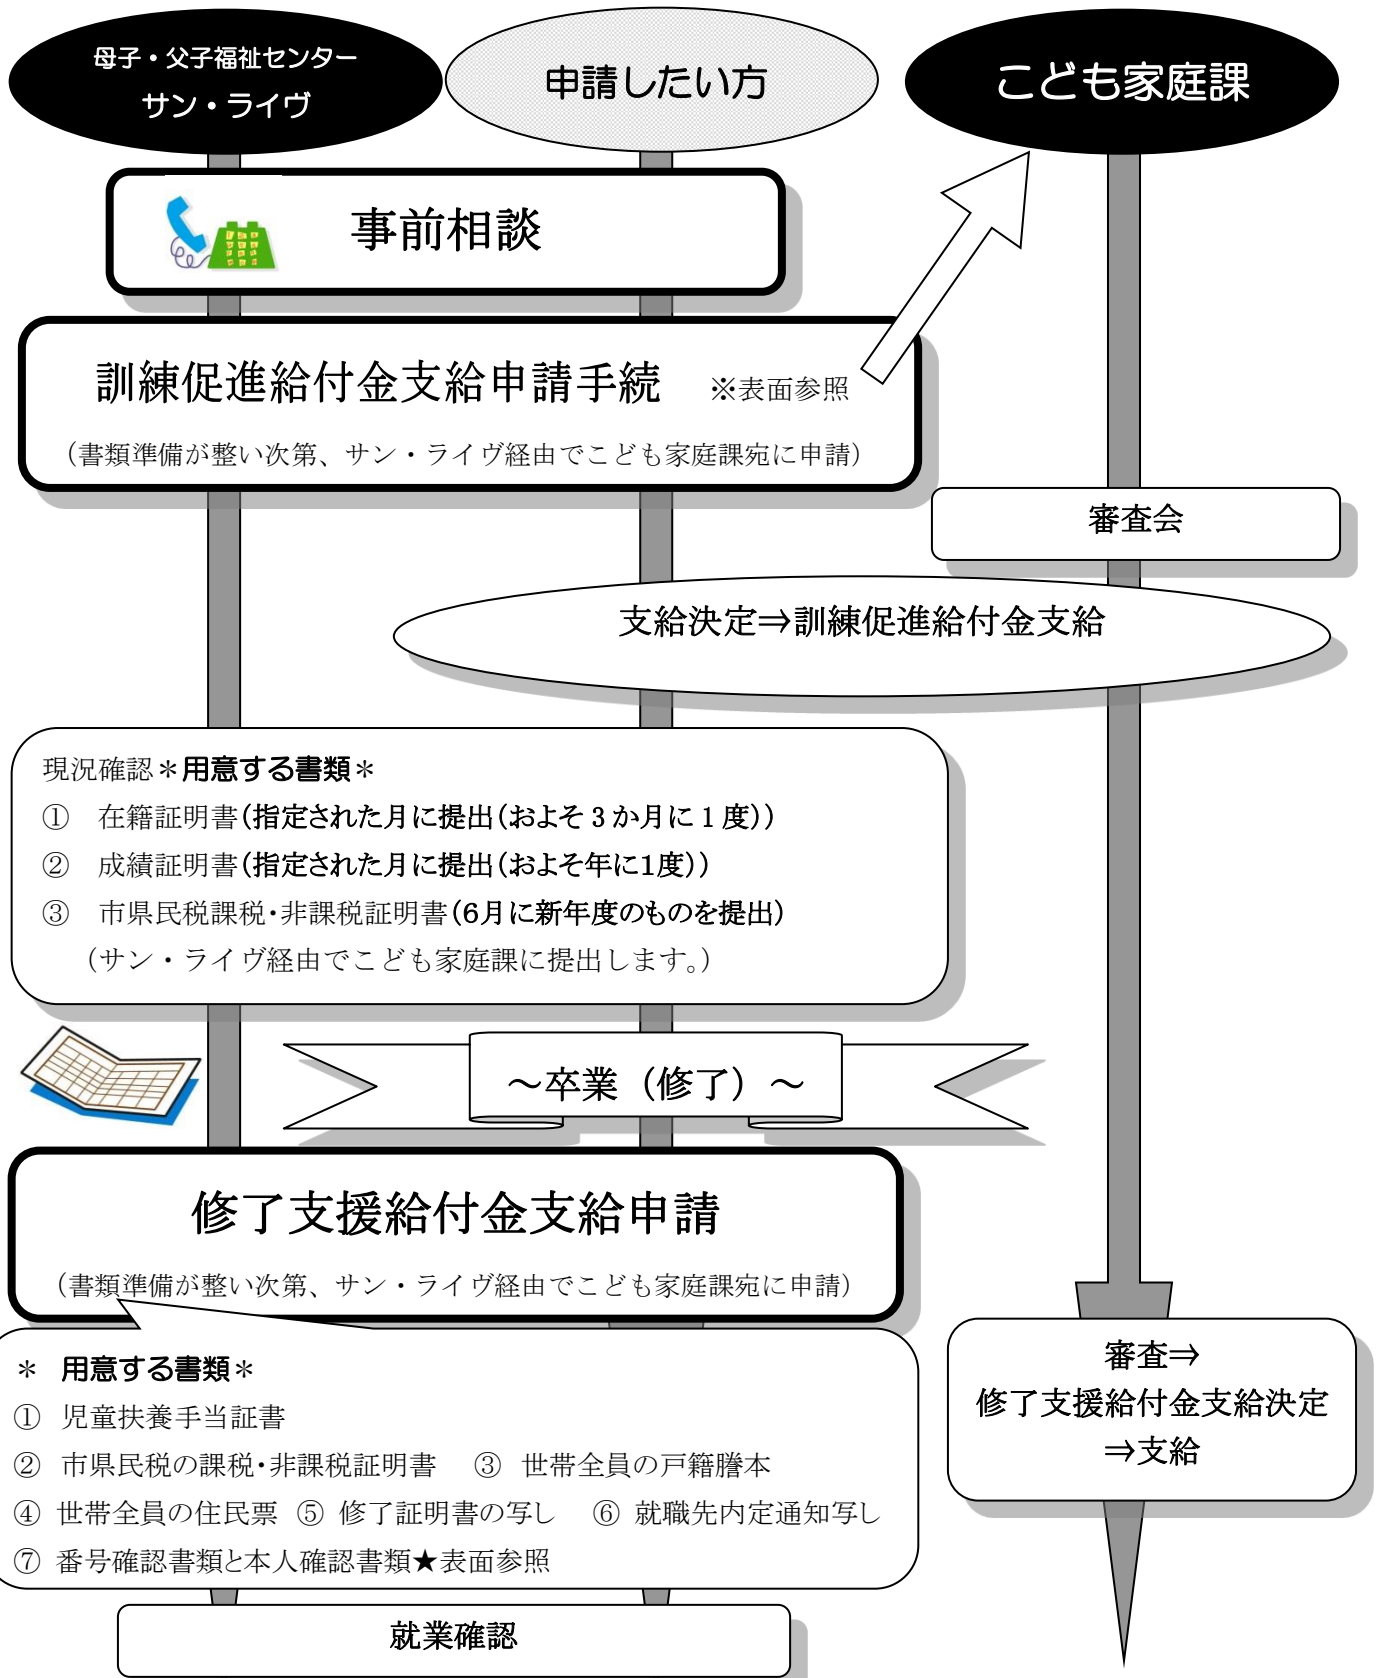 母子・父子福祉センター
サン・ライヴ
申請したい方
こども家庭課
事前相談
訓練促進給付金支給申請手続 ※表面参照
（書類準備が整い次第、サン・ライヴ経由でこども家庭課宛に申請）
審査会
支給決定⇒訓練促進給付金支給
現況確認＊用意する書類＊
① 在籍証明書（指定された月に提出（およそ３か月に１度））
② 成績証明書（指定された月に提出（およそ年に1度））
③ 市県民税課税・非課税証明書（6月に新年度のものを提出）
（サン・ライヴ経由でこども家庭課に提出します。）
～卒業（修了）～
修了支援給付金支給申請
（書類準備が整い次第、サン・ライヴ経由でこども家庭課宛に申請）
＊ 用意する書類＊
① 児童扶養手当証書
② 市県民税の課税・非課税証明書 ③ 世帯全員の戸籍謄本
④ 世帯全員の住民票 ⑤ 修了証明書の写し ⑥ 就職先内定通知写し
⑦ 番号確認書類と本人確認書類★表面参照
審査⇒
修了支援給付金支給決定
⇒支給
就業確認